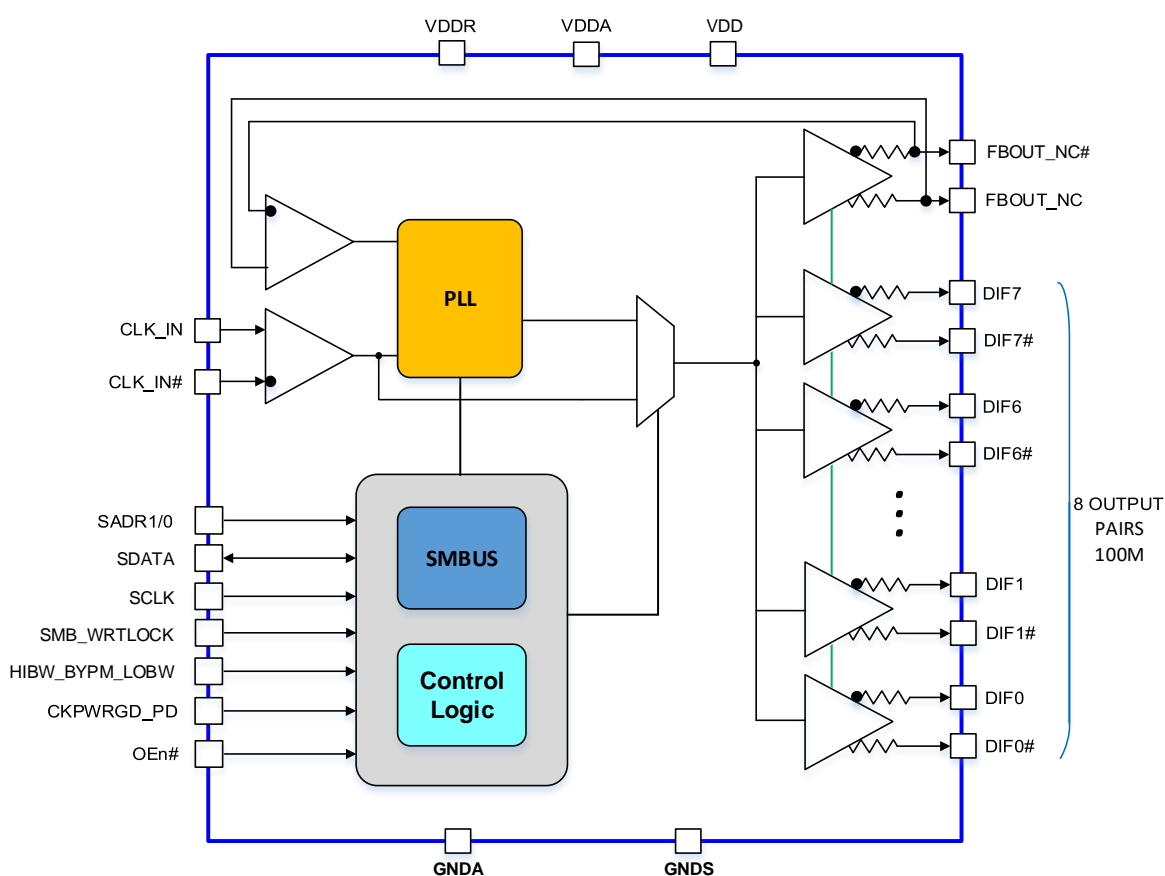 VDDR
VDDA
VDD
FBOUT_NC#
FBOUT_NC
PLL
DIF7
CLK_IN
DIF7#
CLK_IN#
DIF6
DIF6#
8 OUTPUT
PAIRS
100M
SADR1/0
SDATA
SMBUS
SCLK
DIF1
SMB_WRTLOCK
DIF1#
HIBW_BYPM_LOBW
Control
Logic
CKPWRGD_PD
DIF0
OEn#
DIF0#
GNDA
GNDS